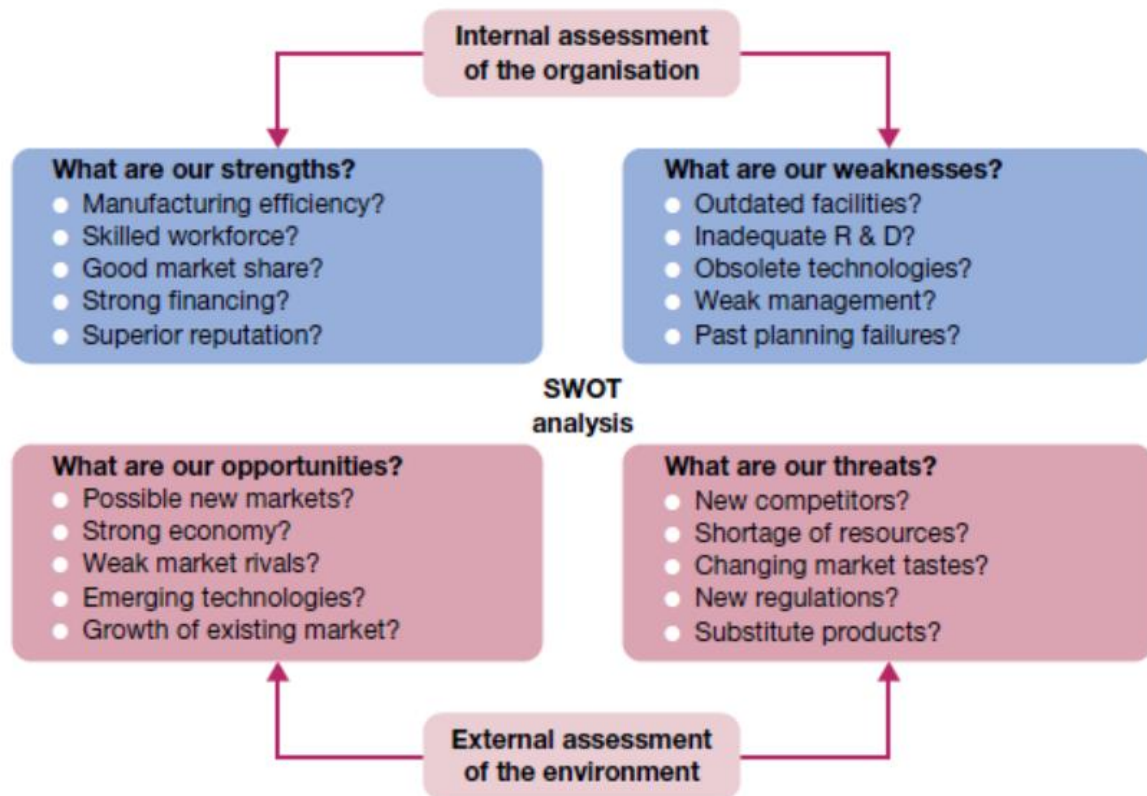 Internal assessment
of the organisation
What are our strengths?
Manufacturing efficiency?
Skilled workforce?
Good market share?
Strong financing?
Superior reputation?
What are our weaknesses?
Outdated facilities?
Inadequate R & D?
Obsolete technologies?
Weak management?
Past planning failures?
SWOT
analysis
What are our opportunities?
Possible new markets?
Strong economy?
Weak market rivals?
Emerging technologies?
Growth of existing market?
What are our threats?
New competitors?
Shortage of resources?
Changing market tastes?
New regulations?
Substitute products?
External assessment
of the environment